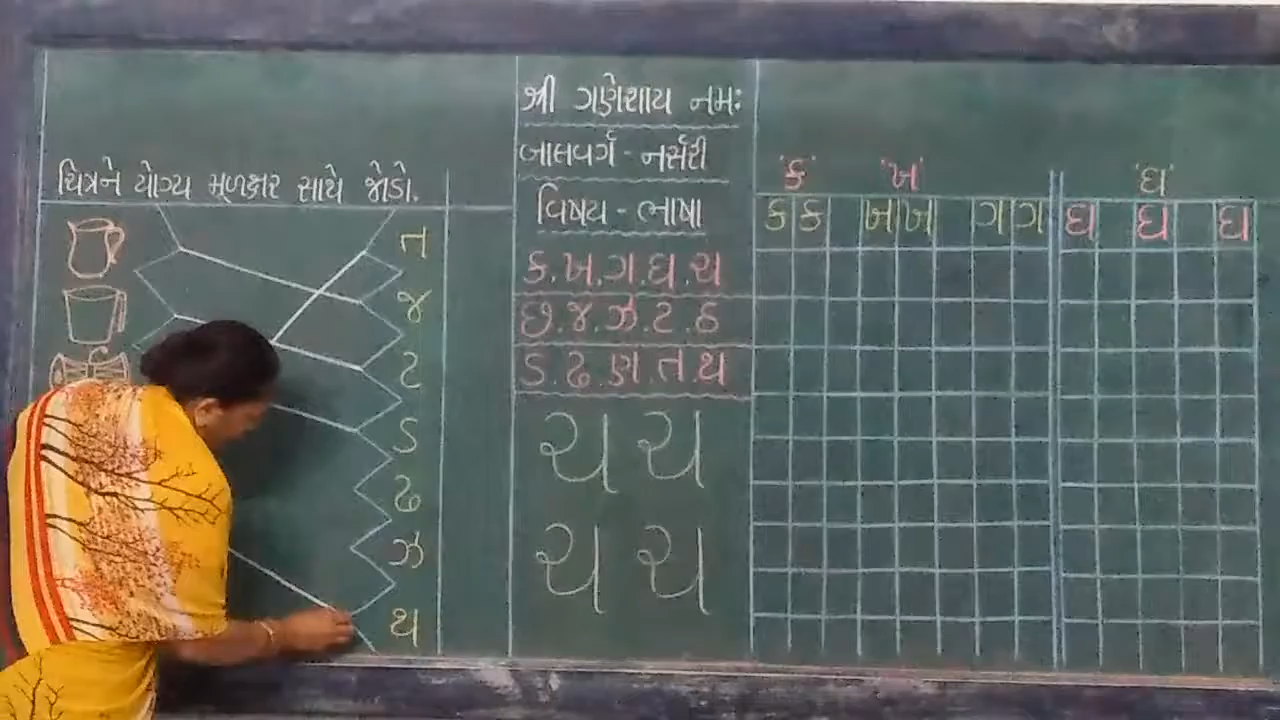 ચિત્રને યોગ્ય મૂળાક્ષર સાથે જોડો.
ત
જ
ટ
ડ
ઢ
ઝ
થ
શ્રી ગણેશાય નમઃ
બાલવર્ગ - નર્સરી
વિષય - ભાષા
ક.ખ.ગ.ઘ.ચ
છ.જ.ઝ.ટ.ઠ
ડ.ઢ.ણ.ત.થ
ચ ચ
ચ ચ
'ક' 'ખ' 'ઘ'
ક ક ખ ખ ગ ગ ઘ ઘ ઘ